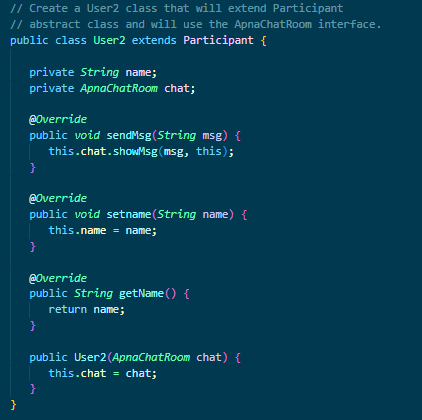 // Create a User2 class that will extend Participant
// abstract class and will use the ApnaChatRoom interface.
public class User2 extends Participant {
private String name;
private ApnaChatRoom chat;
@Override
public void sendMsg(String msg) {
this.chat.showMsg(msg, this);
}
@Override
public void setname(String name) {
this.name = name;
}
@Override
public String getName() {
return name;
}
public User2(ApnaChatRoom chat) {
this.chat = chat;
}
}